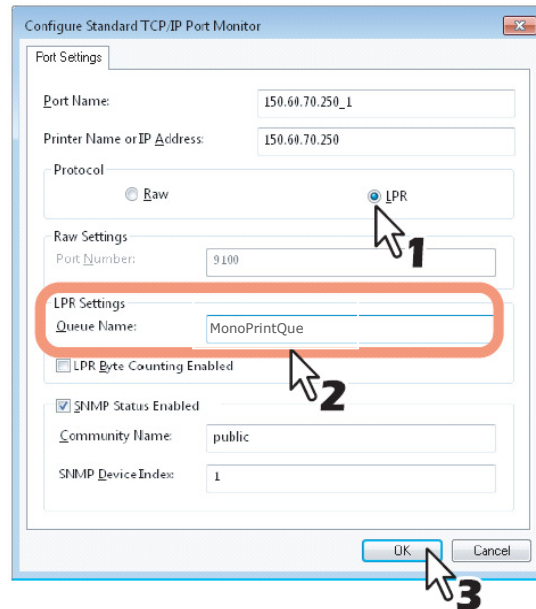 Configure Standard TCP/IP Port Monitor
Port Settings
Port Name: 150.60.70.250_1
Printer Name or IP Address: 150.60.70.250
Protocol
Raw LPR
1
Raw Settings
Port Number: 9100
LPR Settings
Queue Name: MonoPrintQue
2
LPR Byte Counting Enabled
SNMP Status Enabled
Community Name: public
SNMP Device Index: 1
OK Cancel
3